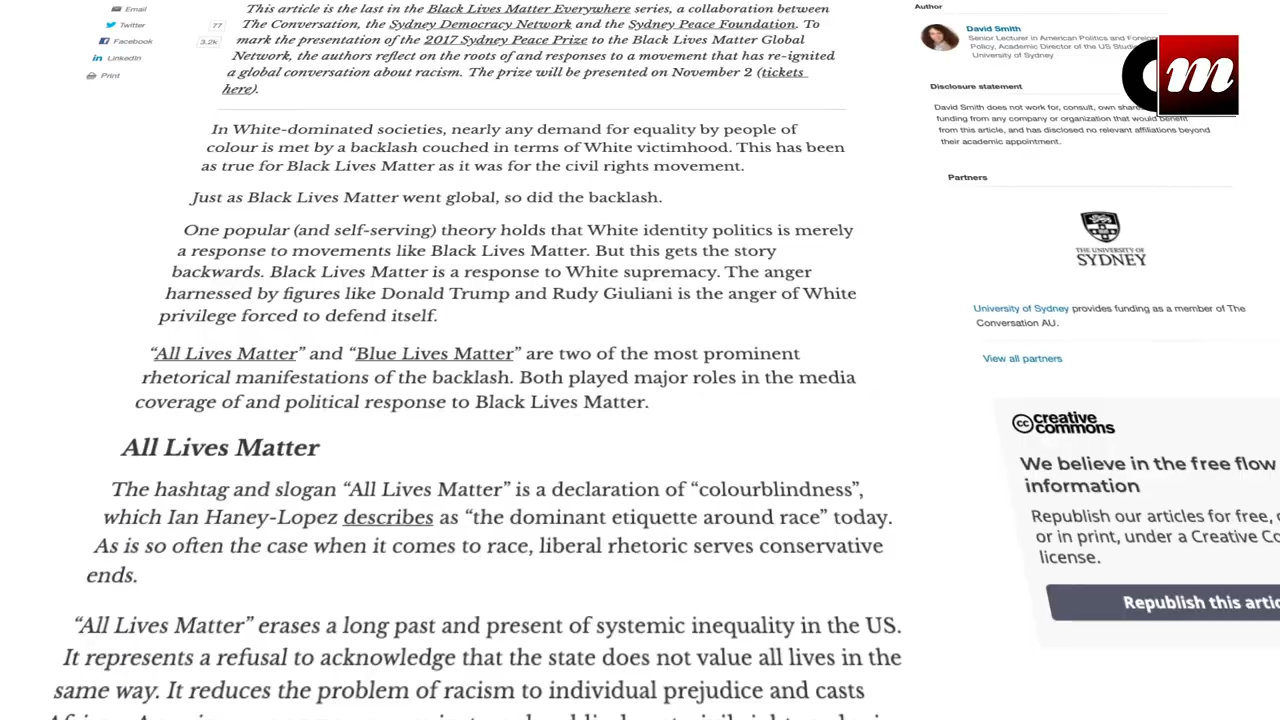 Email
Twitter
77
Facebook
3.2k
LinkedIn
Print
This article is the last in the Black Lives Matter Everywhere series, a collaboration between
The Conversation, the Sydney Democracy Network and the Sydney Peace Foundation. To
mark the presentation of the 2017 Sydney Peace Prize to the Black Lives Matter Global
Network, the authors reflect on the roots of and responses to a movement that has re-ignited
a global conversation about racism. The prize will be presented on November 2 (tickets
here).
In White-dominated societies, nearly any demand for equality by people of
colour is met by a backlash couched in terms of White victimhood. This has been
as true for Black Lives Matter as it was for the civil rights movement.
Just as Black Lives Matter went global, so did the backlash.
One popular (and self-serving) theory holds that White identity politics is merely
a response to movements like Black Lives Matter. But this gets the story
backwards. Black Lives Matter is a response to White supremacy. The anger
harnessed by figures like Donald Trump and Rudy Giuliani is the anger of White
privilege forced to defend itself.
“All Lives Matter” and “Blue Lives Matter” are two of the most prominent
rhetorical manifestations of the backlash. Both played major roles in the media
coverage of and political response to Black Lives Matter.
All Lives Matter
The hashtag and slogan “All Lives Matter” is a declaration of “colourblindness”,
which Ian Haney-Lopez describes as “the dominant etiquette around race” today.
As is so often the case when it comes to race, liberal rhetoric serves conservative
ends.
“All Lives Matter” erases a long past and present of systemic inequality in the US.
It represents a refusal to acknowledge that the state does not value all lives in the
same way. It reduces the problem of racism to individual prejudice and casts
Author
David Smith
Senior Lecturer in American Politics and
Policy, Academic Director of the US
University of Sydney
Cm
Disclosure statement
David Smith does not work for, consult, own
funding from any company or organization that would benefit
from this article, and has disclosed no relevant affiliations beyond
their academic appointment.
Partners
THE UNIVERSITY OF
SYDNEY
University of Sydney provides funding as a member of The
Conversation AU.
View all partners
cc creative
commons
We believe in the free flow
information
Republish our articles for free,
or in print, under a Creative
license.
Republish this